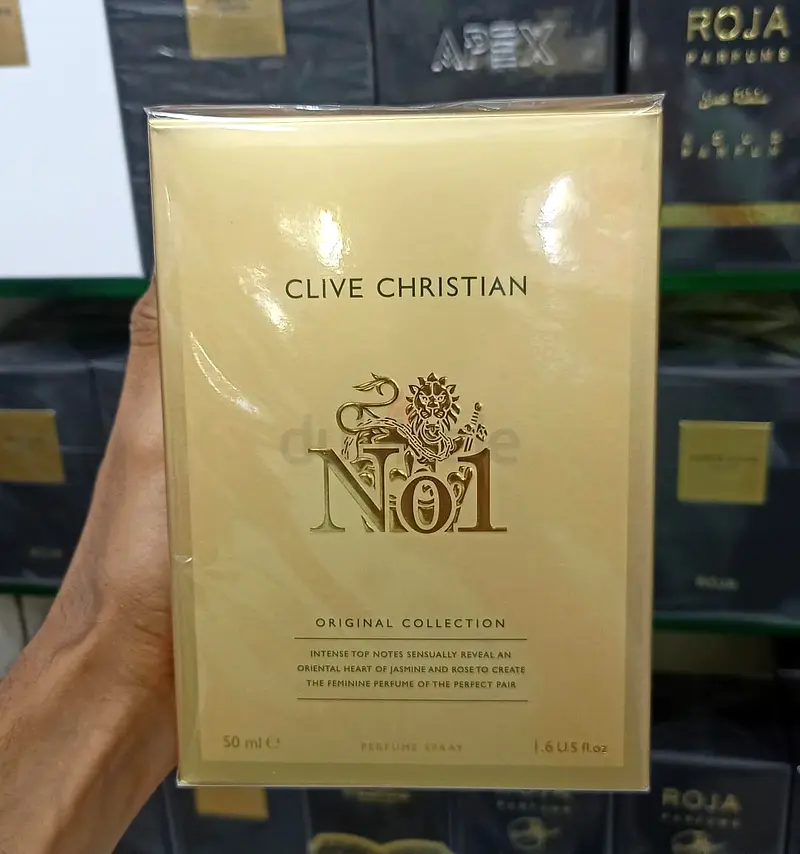 APEX
ROJA
PARFUMS
CLIVE CHRISTIAN
No1
ORIGINAL COLLECTION
INTENSE TOP NOTES SENSUALLY REVEAL AN
ORIENTAL HEART OF JASMINE AND ROSE TO CREATE
THE FEMININE PERFUME OF THE PERFECT PAIR
50 ml ℮
PERFUME SPRAY
1.6 U.S fl.oz
ROJA
ROJA
PARFUMS